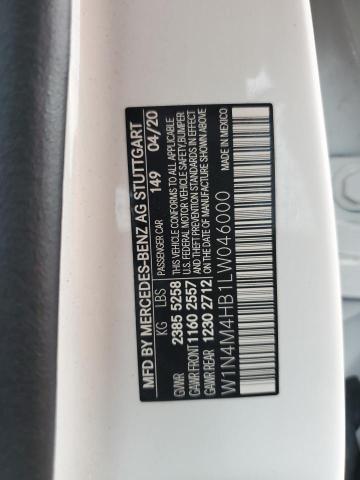 MFD BY MERCEDES-BENZ AG STUTTGART
PASSENGER CAR 149 04/20
KG LBS
GVWR 2385 5258
GAWR FRONT 1160 2557
GAWR REAR 1230 2712
THIS VEHICLE CONFORMS TO ALL APPLICABLE
U.S. FEDERAL MOTOR VEHICLE SAFETY, BUMPER
AND THEFT PREVENTION STANDARDS IN EFFECT
ON THE DATE OF MANUFACTURE SHOWN ABOVE
MADE IN MEXICO
W1N4M4HB1LW046000